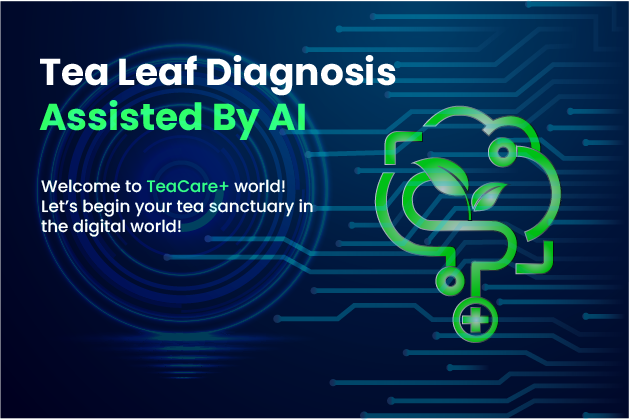 Tea Leaf Diagnosis
Assisted By AI
Welcome to TeaCare+ world!
Let's begin your tea sanctuary in
the digital world!